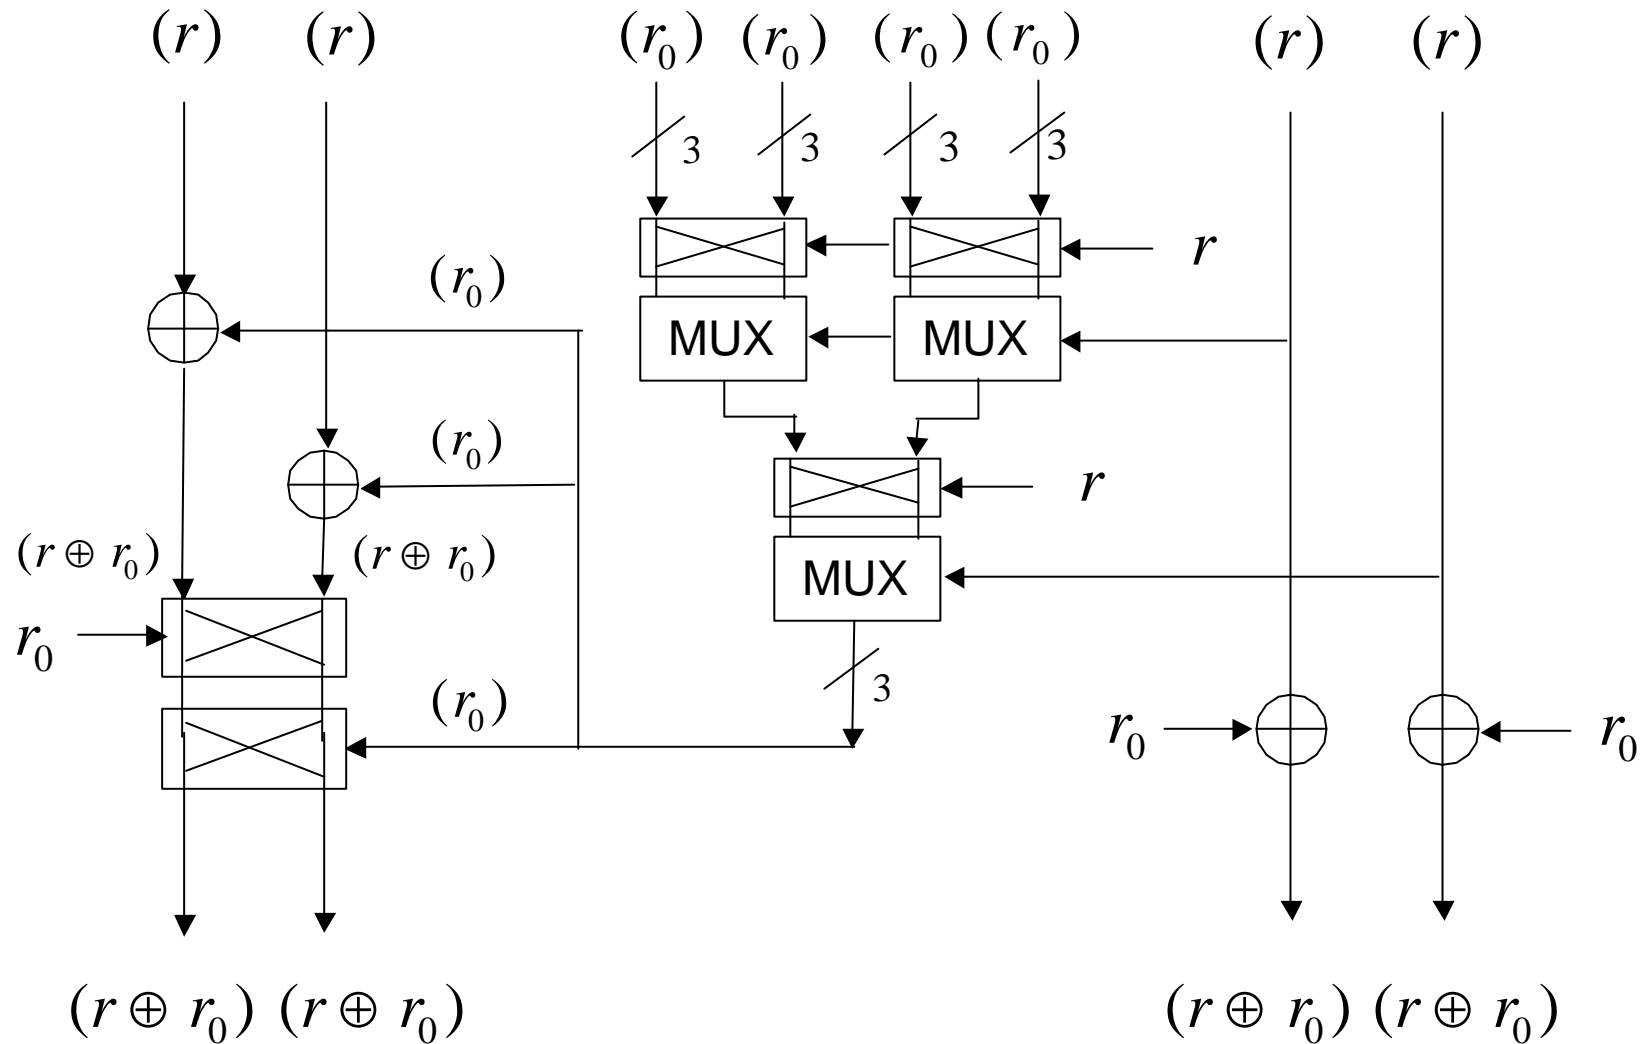 (r) (r) (r₀) (r₀) (r₀) (r₀) (r) (r)
3 3 3 3
r
(r₀)
MUX MUX
(r₀)
r
(r ⊕ r₀) (r ⊕ r₀)
MUX
r₀
3
(r₀)
r₀ r₀
(r ⊕ r₀) (r ⊕ r₀) (r ⊕ r₀) (r ⊕ r₀)